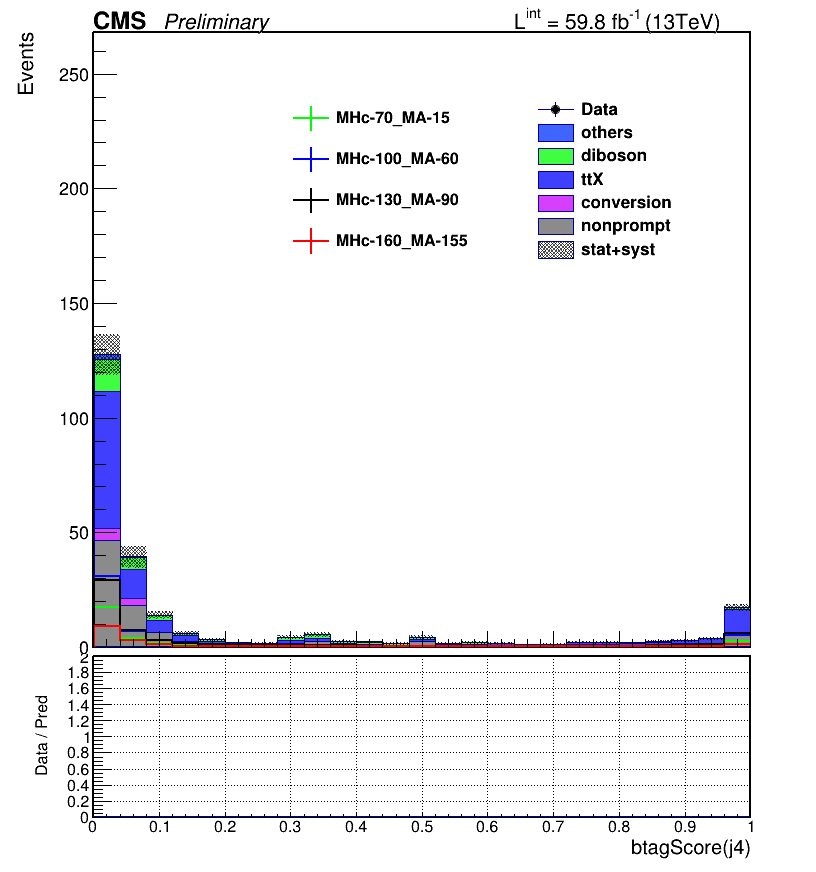 CMS Preliminary
L^int = 59.8 fb^-1 (13TeV)
Events
250
200
150
100
50
0
MHc-70_MA-15
MHc-100_MA-60
MHc-130_MA-90
MHc-160_MA-155
Data
others
diboson
ttX
conversion
nonprompt
stat+syst
Data / Pred
2
1.8
1.6
1.4
1.2
1
0.8
0.6
0.4
0.2
0
0 0.1 0.2 0.3 0.4 0.5 0.6 0.7 0.8 0.9 1
btagScore(j4)